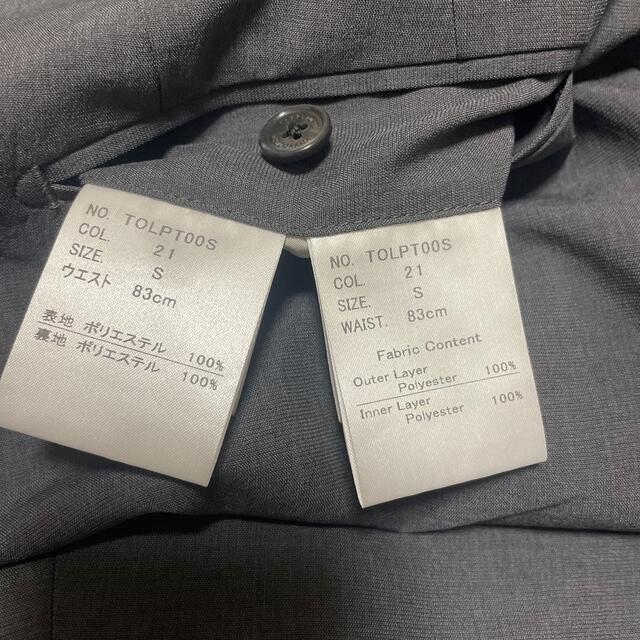 NO. TOLPT00S
COL. 21
SIZE. S
ウエスト 83cm
表地 ポリエステル 100%
裏地 ポリエステル 100%
NO. TOLPT00S
COL. 21
SIZE. S
WAIST. 83cm
Fabric Content
Outer Layer
Polyester 100%
Inner Layer
Polyester 100%